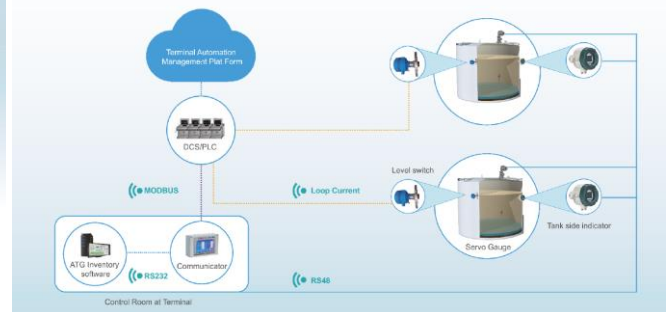 Terminal Automation
Management Plat Form
DCS/PLC
MODBUS
Loop Current
Level switch
Servo Gauge
Tank side indicator
ATG Inventory
software
RS232
Communicator
RS485
Control Room at Terminal